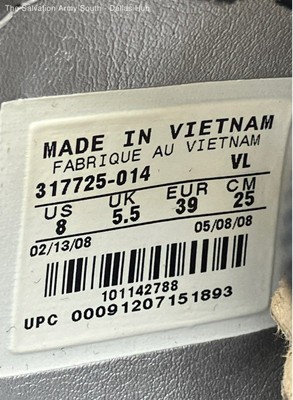 The Salvation Army South - Dallas Hub
MADE IN VIETNAM
FABRIQUE AU VIETNAM
317725-014 VL
US UK EUR CM
8 5.5 39 25
02/13/08 05/08/08
101142788
UPC 00091207151893